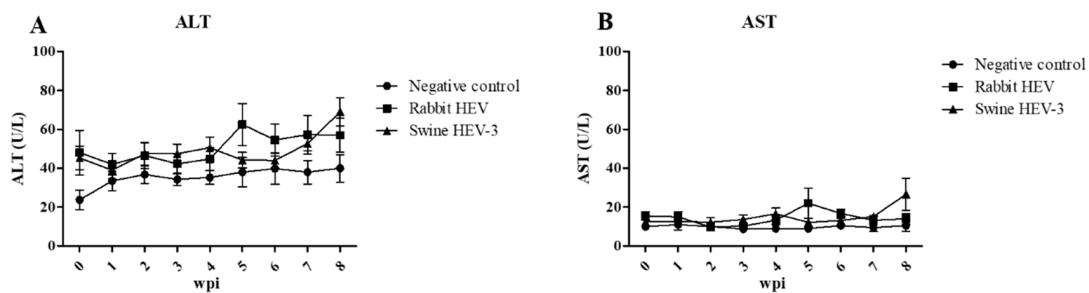 A
ALT
100
80
60
40
20
0
ALT (U/L)
0 1 2 3 4 5 6 7 8
wpi
Negative control
Rabbit HEV
Swine HEV-3
B
AST
100
80
60
40
20
0
AST (U/L)
0 1 2 3 4 5 6 7 8
wpi
Negative control
Rabbit HEV
Swine HEV-3